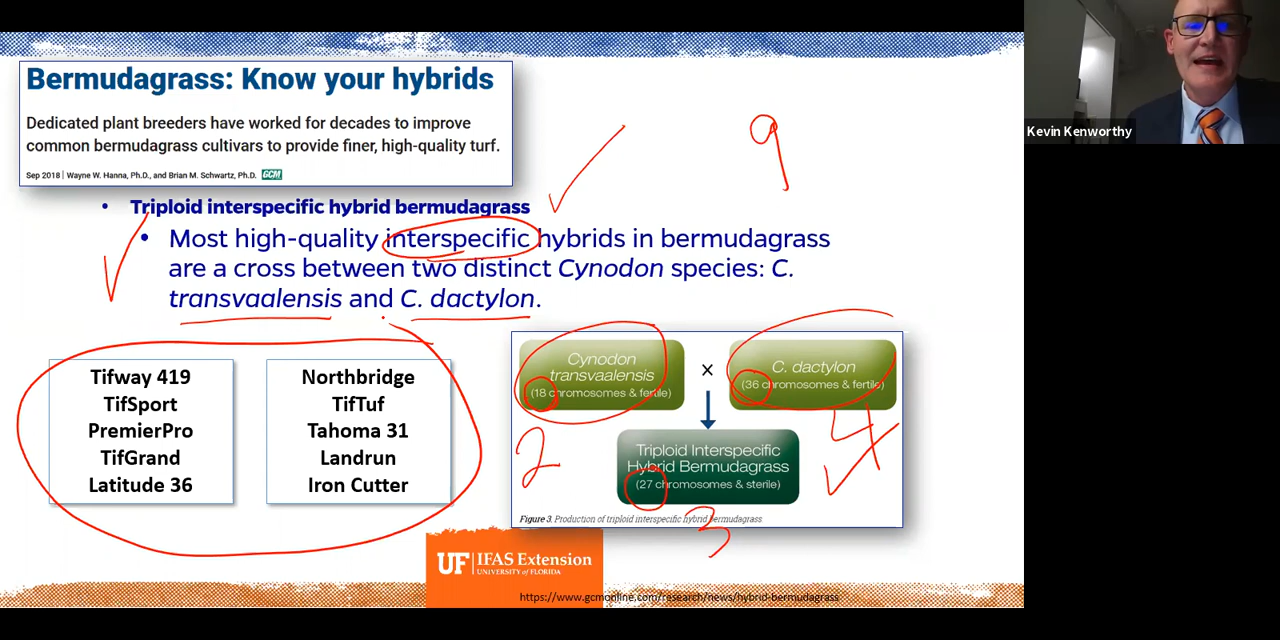 Bermudagrass: Know your hybrids
Dedicated plant breeders have worked for decades to improve
common bermudagrass cultivars to provide finer, high-quality turf.
Sep 2018 | Wayne W. Hanna, Ph.D., and Brian M. Schwartz, Ph.D. GCM
Kevin Kenworthy
9
• Triploid interspecific hybrid bermudagrass
• Most high-quality interspecific hybrids in bermudagrass
are a cross between two distinct Cynodon species: C.
transvaalensis and C. dactylon.
Tifway 419
TifSport
PremierPro
TifGrand
Latitude 36
Northbridge
TifTuf
Tahoma 31
Landrun
Iron Cutter
Cynodon
transvaalensis
(18 chromosomes & fertile)
×
C. dactylon
(36 chromosomes & fertile)
2
4
Triploid Interspecific
Hybrid Bermudagrass
(27 chromosomes & sterile)
3
Figure 3. Production of triploid interspecific hybrid bermudagrass
UF | IFAS Extension
UNIVERSITY of FLORIDA
https://www.gcmonline.com/research/news/hybrid-bermudagrass